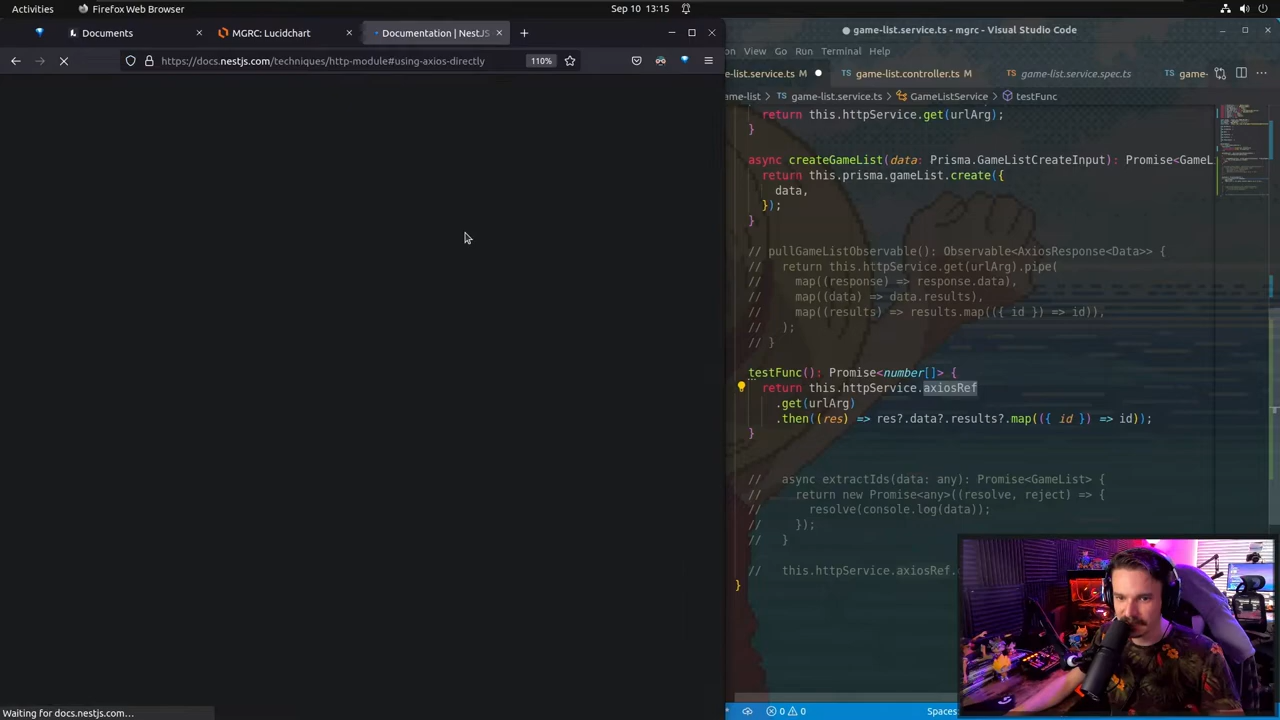 Activities
Firefox Web Browser
Sep 10 13:15
Documents
MGRC: Lucidchart
Documentation | NestJS
https://docs.nestjs.com/techniques/http-module#using-axios-directly
110%
Waiting for docs.nestjs.com…
game-list.service.ts - mgrc - Visual Studio Code
on View Go Run Terminal Help
e-list.service.ts M
game-list.controller.ts M
game-list.service.spec.ts
game-
me-list > TS game-list.service.ts > GameListService > testFunc
return this.httpService.get(urlArg);
}
async createGameList(data: Prisma.GameListCreateInput): Promise<GameL
return this.prisma.gameList.create({
data,
});
}
// pullGameListObservable(): Observable<AxiosResponse<Data>> {
//   return this.httpService.get(urlArg).pipe(
//     map((response) => response.data),
//     map((data) => data.results),
//     map((results) => results.map(({ id }) => id)),
//   );
// }
testFunc(): Promise<number[]> {
return this.httpService.axiosRef
.get(urlArg)
.then((res) => res?.data?.results?.map(({ id }) => id));
}
//   async extractIds(data: any): Promise<GameList> {
//     return new Promise<any>((resolve, reject) => {
//       resolve(console.log(data));
//     });
//   }
//   this.httpService.axiosRef.
}
0 0
Spaces